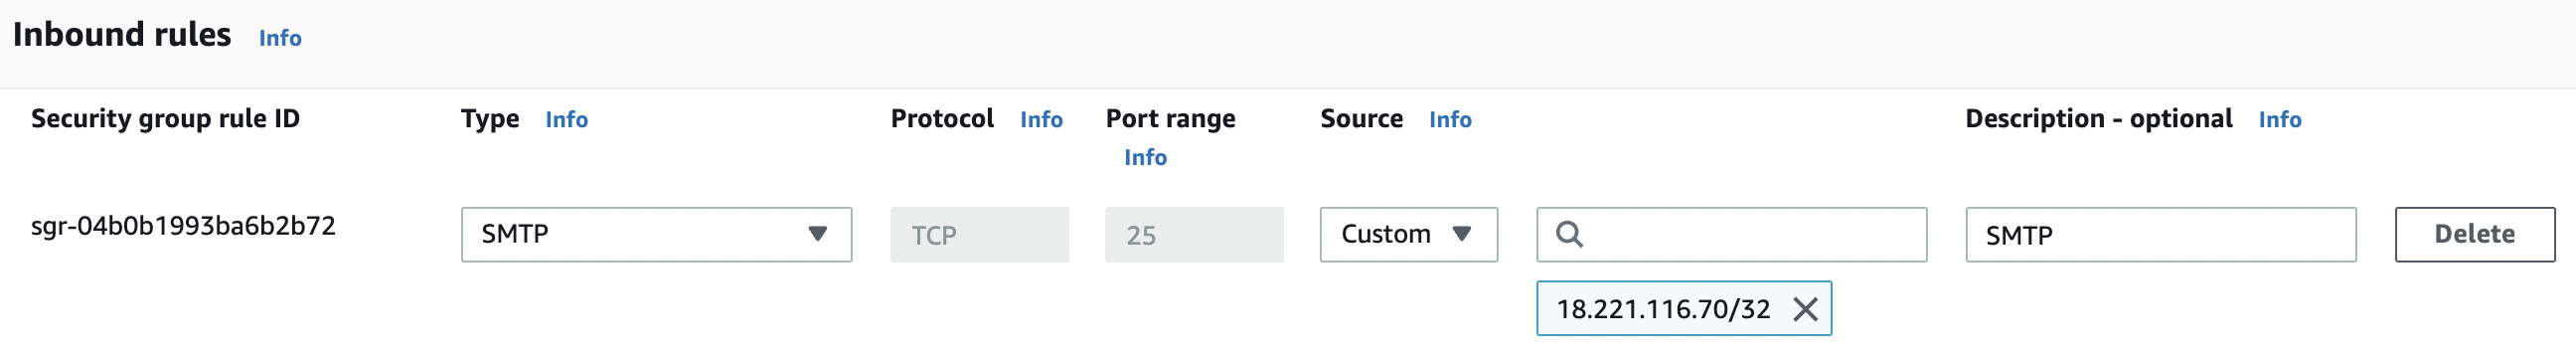 Inbound rules Info
Security group rule ID Type Info Protocol Info Port range Info Source Info Description - optional Info
sgr-04b0b1993ba6b2b72 SMTP TCP 25 Custom SMTP Delete
18.221.116.70/32